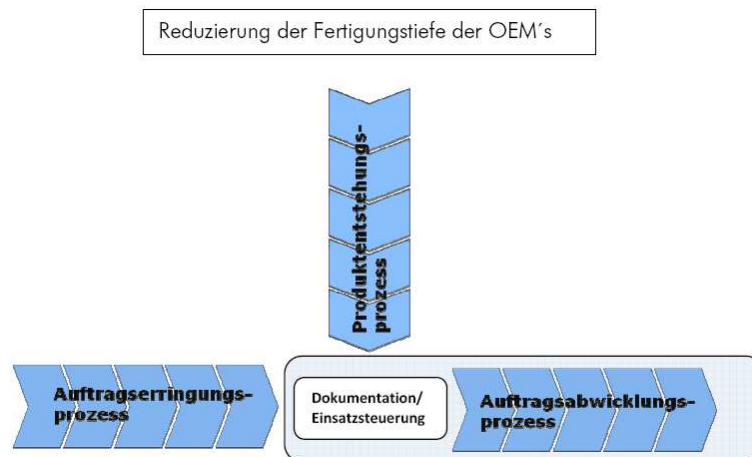 Reduzierung der Fertigungstiefe der OEM´s
Produktentstehungs-
prozess
Auftragserringungs-
prozess
Dokumentation/
Einsatzsteuerung
Auftragsabwicklungs-
prozess